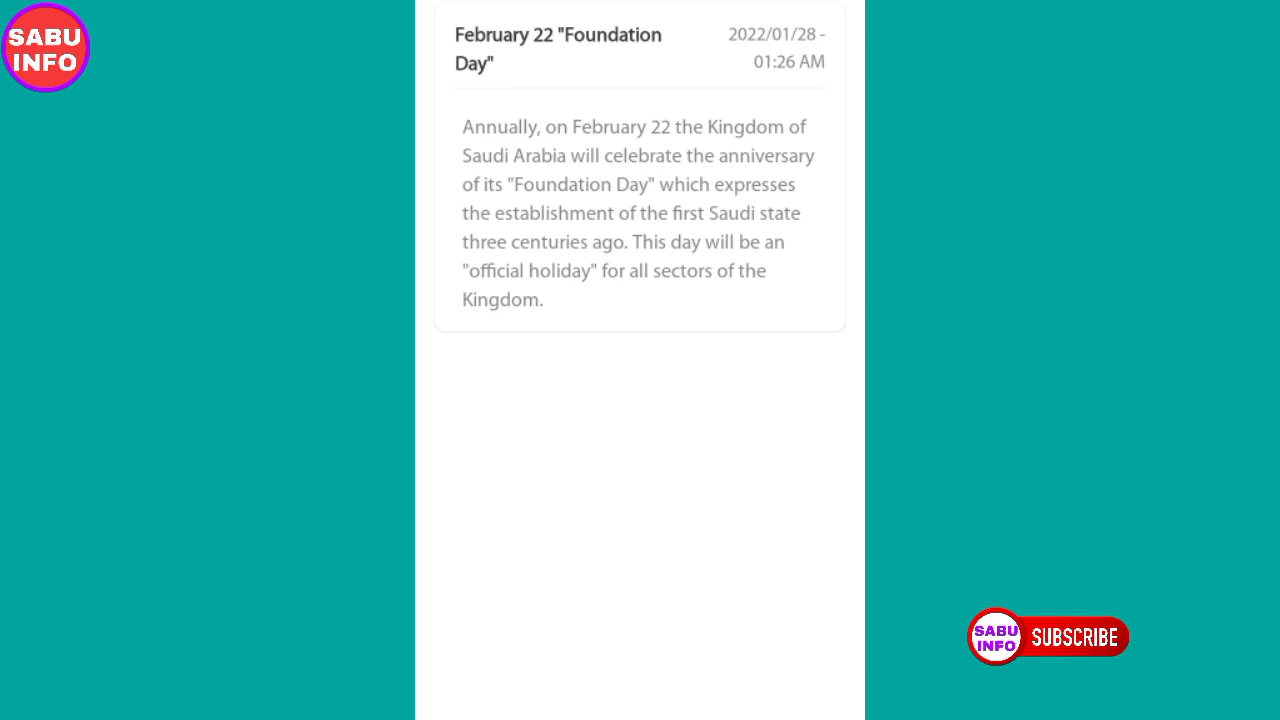 SABU
INFO
February 22 "Foundation
Day"
2022/01/28 -
01:26 AM
Annually, on February 22 the Kingdom of
Saudi Arabia will celebrate the anniversary
of its "Foundation Day" which expresses
the establishment of the first Saudi state
three centuries ago. This day will be an
"official holiday" for all sectors of the
Kingdom.
SABU
INFO
SUBSCRIBE